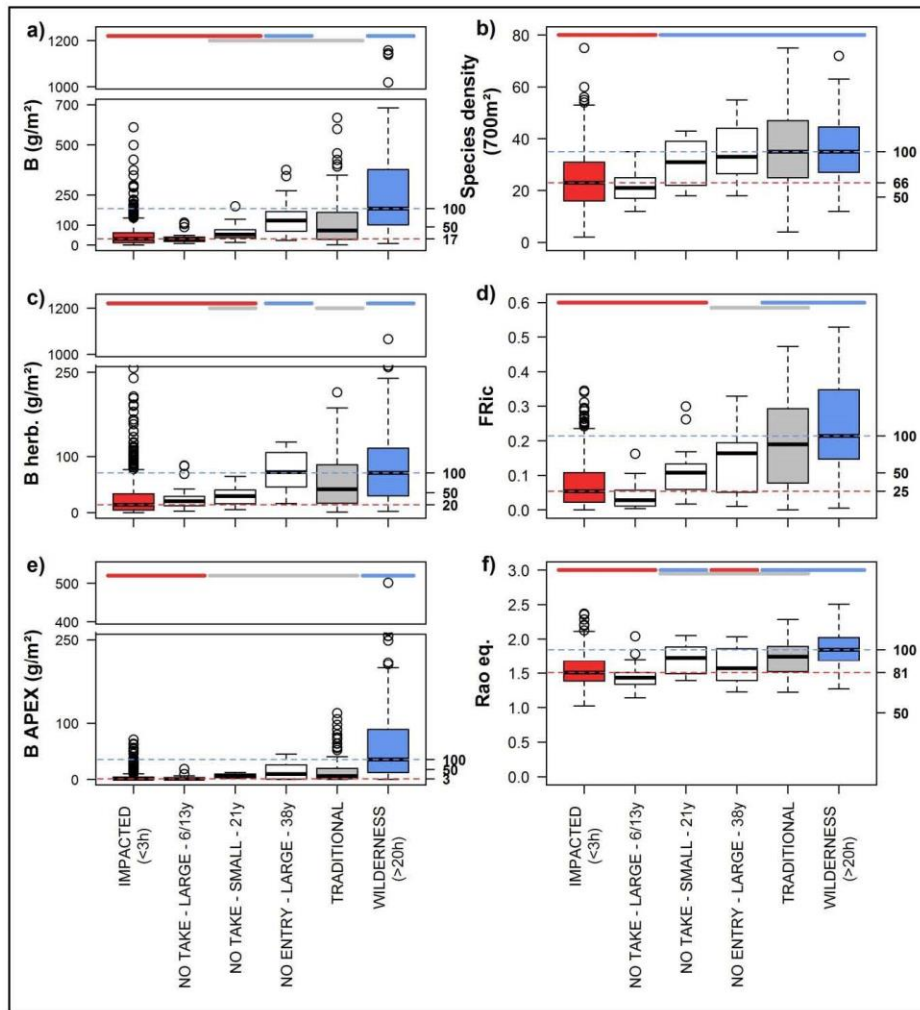 a)
1200
1000
700
500
250
100
0
B (g/m²)
100
50
17
b)
80
60
40
20
0
Species density
(700m²)
100
66
50
c)
1200
1000
250
100
0
B herb. (g/m²)
100
50
20
d)
0.6
0.5
0.4
0.3
0.2
0.1
0.0
FRic
100
50
25
e)
500
400
250
100
0
B APEX (g/m²)
100
50
3
f)
3.0
2.5
2.0
1.5
1.0
0.5
0.0
Rao eq.
100
81
50
IMPACTED
(<3h)
NO TAKE - LARGE - 6/13y
NO TAKE - SMALL - 21y
NO ENTRY - LARGE - 38y
TRADITIONAL
WILDERNESS
(>20h)
IMPACTED
(<3h)
NO TAKE - LARGE - 6/13y
NO TAKE - SMALL - 21y
NO ENTRY - LARGE - 38y
TRADITIONAL
WILDERNESS
(>20h)